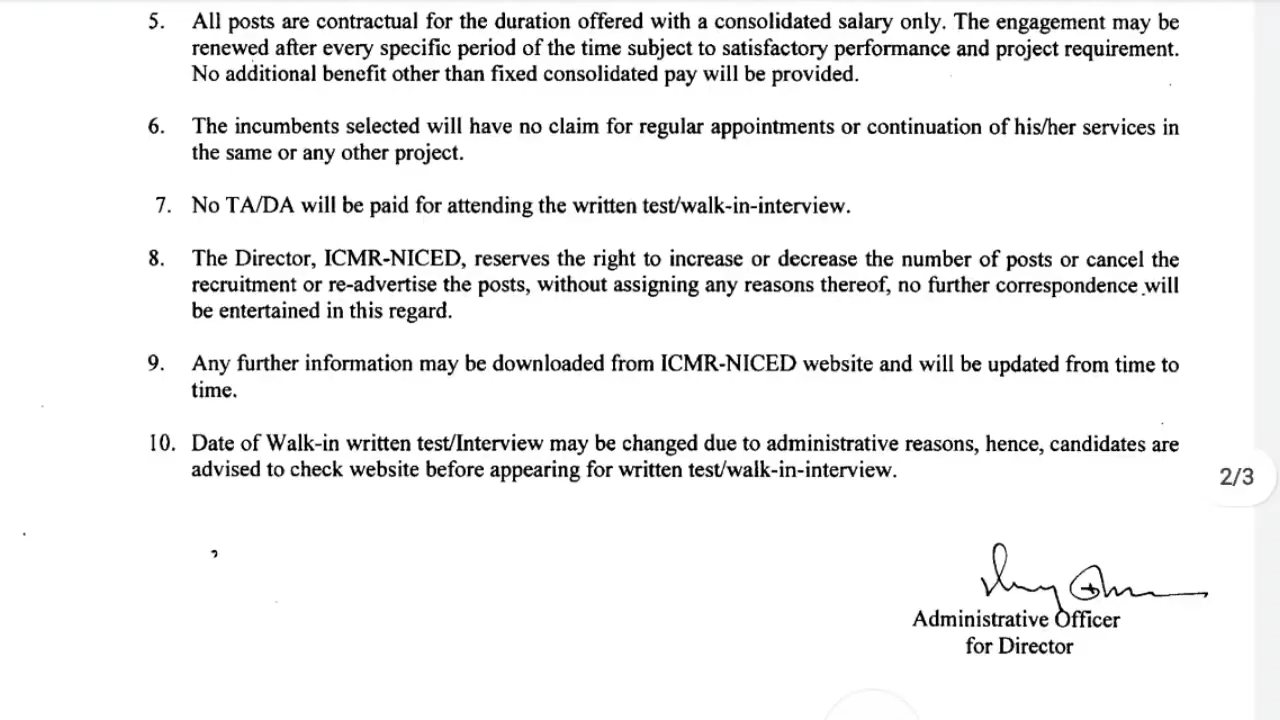 5. All posts are contractual for the duration offered with a consolidated salary only. The engagement may be
renewed after every specific period of the time subject to satisfactory performance and project requirement.
No additional benefit other than fixed consolidated pay will be provided.
6. The incumbents selected will have no claim for regular appointments or continuation of his/her services in
the same or any other project.
7. No TA/DA will be paid for attending the written test/walk-in-interview.
8. The Director, ICMR-NICED, reserves the right to increase or decrease the number of posts or cancel the
recruitment or re-advertise the posts, without assigning any reasons thereof, no further correspondence will
be entertained in this regard.
9. Any further information may be downloaded from ICMR-NICED website and will be updated from time to
time.
10. Date of Walk-in written test/Interview may be changed due to administrative reasons, hence, candidates are
advised to check website before appearing for written test/walk-in-interview.
2/3
Administrative Officer
for Director